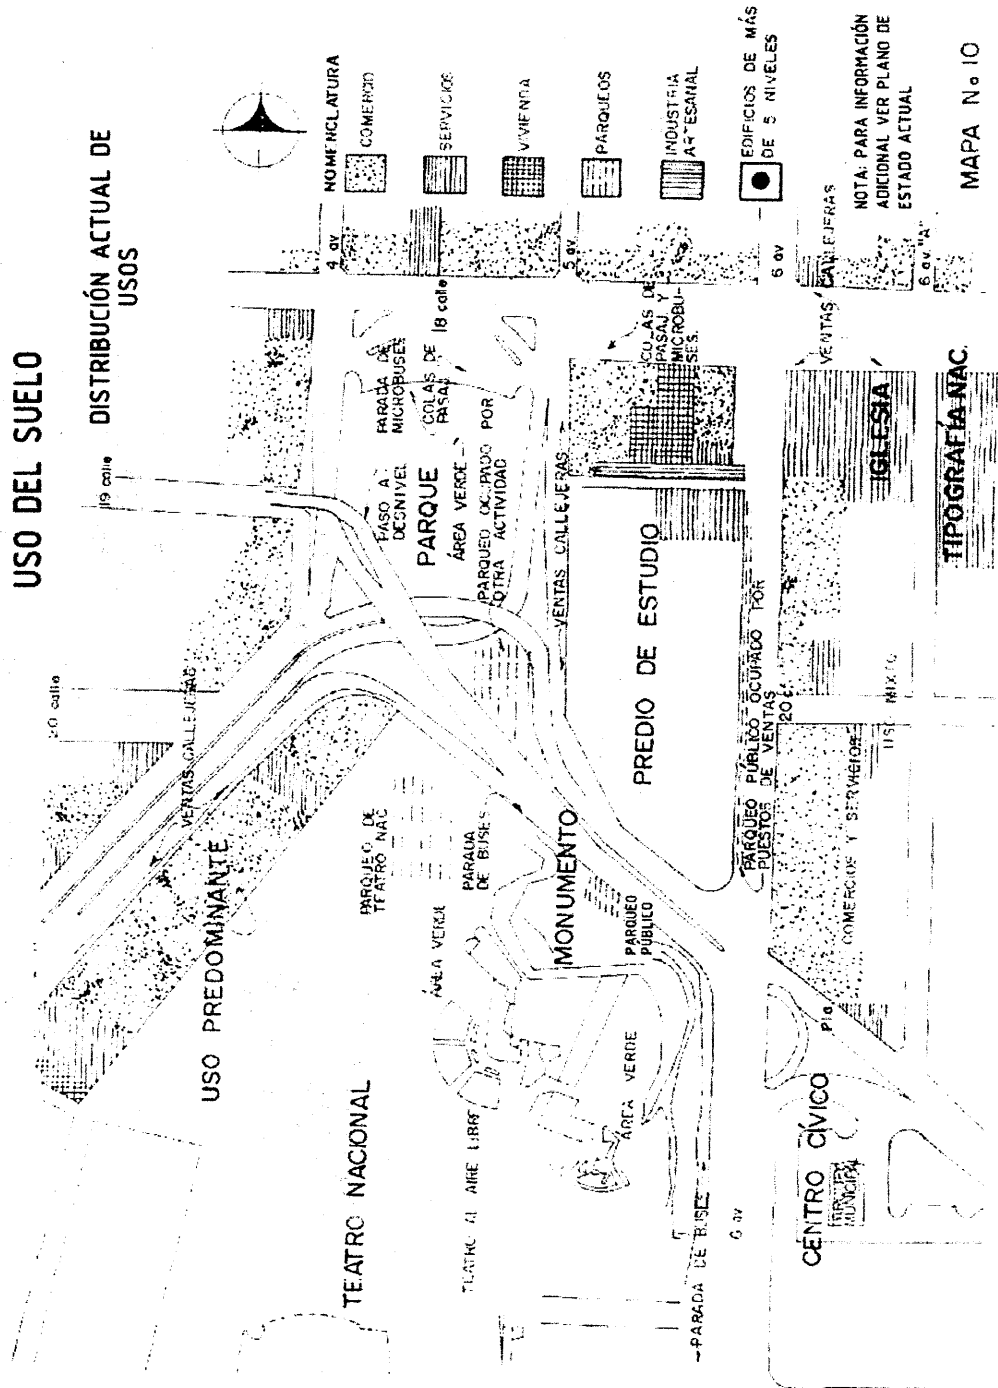 USO DEL SUELO
DISTRIBUCIÓN ACTUAL DE
USOS
NOMENCLATURA
COMERCIO
SERVICIOS
VIVIENDA
PARQUEOS
INDUSTRIA
ARTESANAL
EDIFICIOS DE MÁS
DE 5 NIVELES
NOTA: PARA INFORMACIÓN
ADICIONAL VER PLANO DE
ESTADO ACTUAL
MAPA No 10
20 calle
19 calle
18 calle
4 av
5 av
6 av
6 av "A"
VENTAS CALLEJERAS
USO PREDOMINANTE
PASO A
DESNIVEL
PARADA DE
MICROBUSES
PARQUE
COLAS DE
PASAJ.
ÁREA VERDE
PARQUEO OCUPADO POR
OTRA ACTIVIDAD
PARQUEO DE
TEATRO NAC
PARADA
DE BUSES
ÁREA VERDE
TEATRO NACIONAL
TEATRO AL AIRE LIBRE
MONUMENTO
PARQUEO
PÚBLICO
ÁREA VERDE
VENTAS CALLEJERAS
PREDIO DE ESTUDIO
COLAS DE
PASAJ. Y
MICROBU-
SES.
PARADA DE BUSES
6 av
PARQUEO PÚBLICO OCUPADO POR
PUESTOS DE VENTAS
20 c.
VENTAS CALLEJERAS
IGLESIA
TIPOGRAFÍA NAC.
COMERCIOS Y SERVICIOS
USO MIXTO
CENTRO CÍVICO
MUNICIPAL